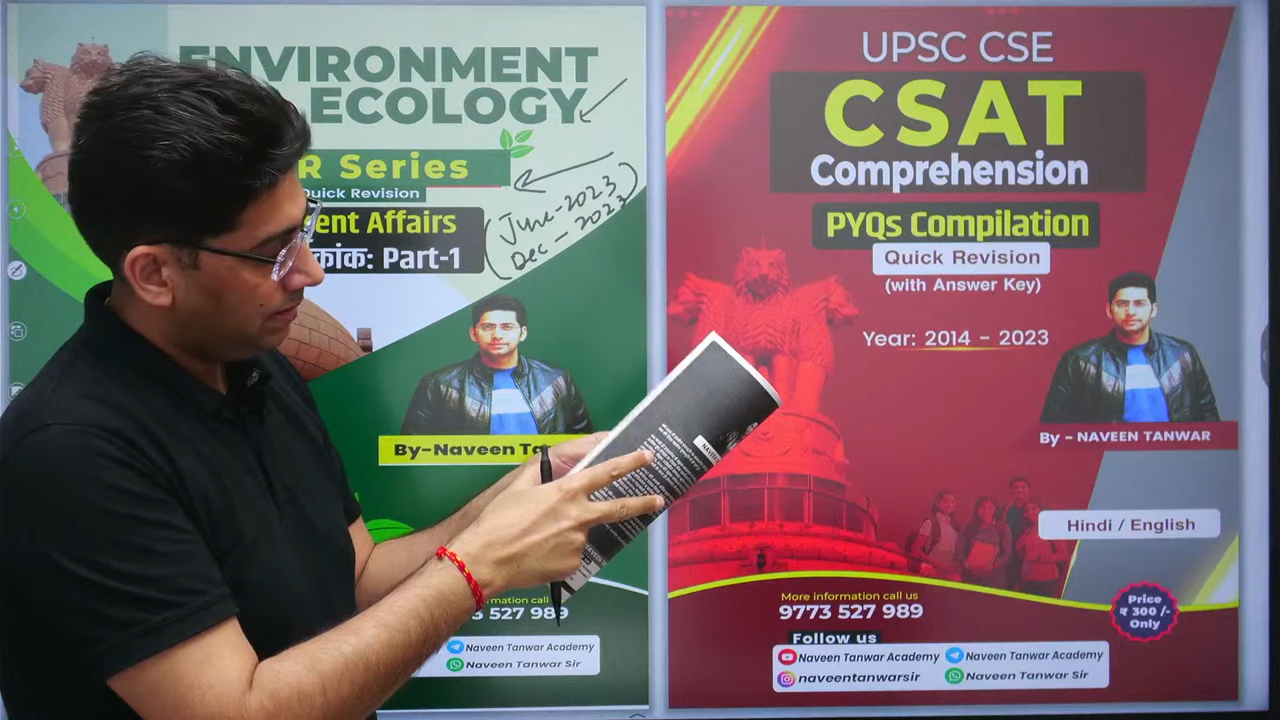 ENVIRONMENT
ECOLOGY
R Series
Quick Revision
ent Affairs
Part-1
June-2023
Dec - 2023
By-Naveen Ta
mation call
527 989
Naveen Tanwar Academy
Naveen Tanwar Sir
UPSC CSE
CSAT
Comprehension
PYQs Compilation
Quick Revision
(with Answer Key)
Year: 2014 - 2023
By - NAVEEN TANWAR
Hindi / English
More information call us
9773 527 989
Price
₹ 300 /-
Only
Follow us
Naveen Tanwar Academy Naveen Tanwar Academy
naveentanwarsir Naveen Tanwar Sir